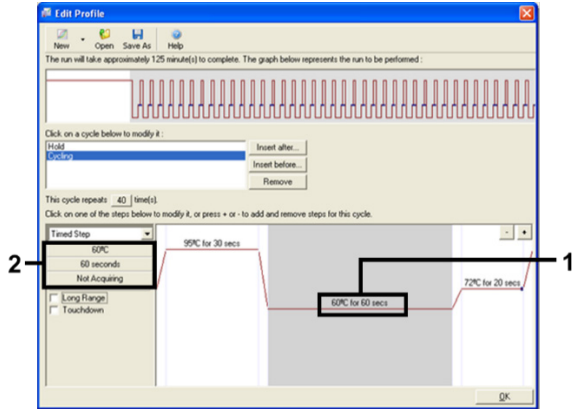 Edit Profile
New Open Save As Help
The run will take approximately 125 minute(s) to complete. The graph below represents the run to be performed :
Click on a cycle below to modify it :
Hold
Cycling
Insert after...
Insert before...
Remove
This cycle repeats 40 time(s).
Click on one of the steps below to modify it, or press + or - to add and remove steps for this cycle.
Timed Step
- +
60ºC
60 seconds
Not Acquiring
Long Range
Touchdown
95ºC for 30 secs
60ºC for 60 secs
72ºC for 20 secs
1
2
OK